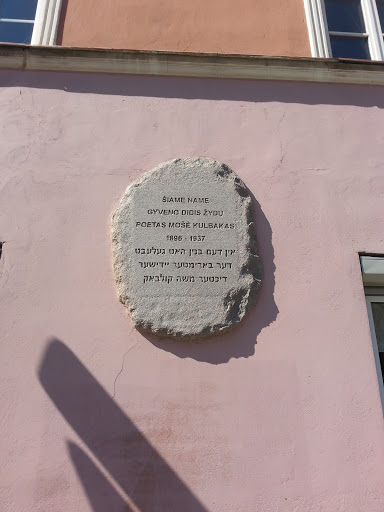 ŠIAME NAME
GYVENO DIDIS ŽYDŲ
POETAS MOŠĖ KULBAKAS
1896 - 1937
אין דעם בנין האט געלעבט
דער בארימטער יידישער
דיכטער משה קולבאק